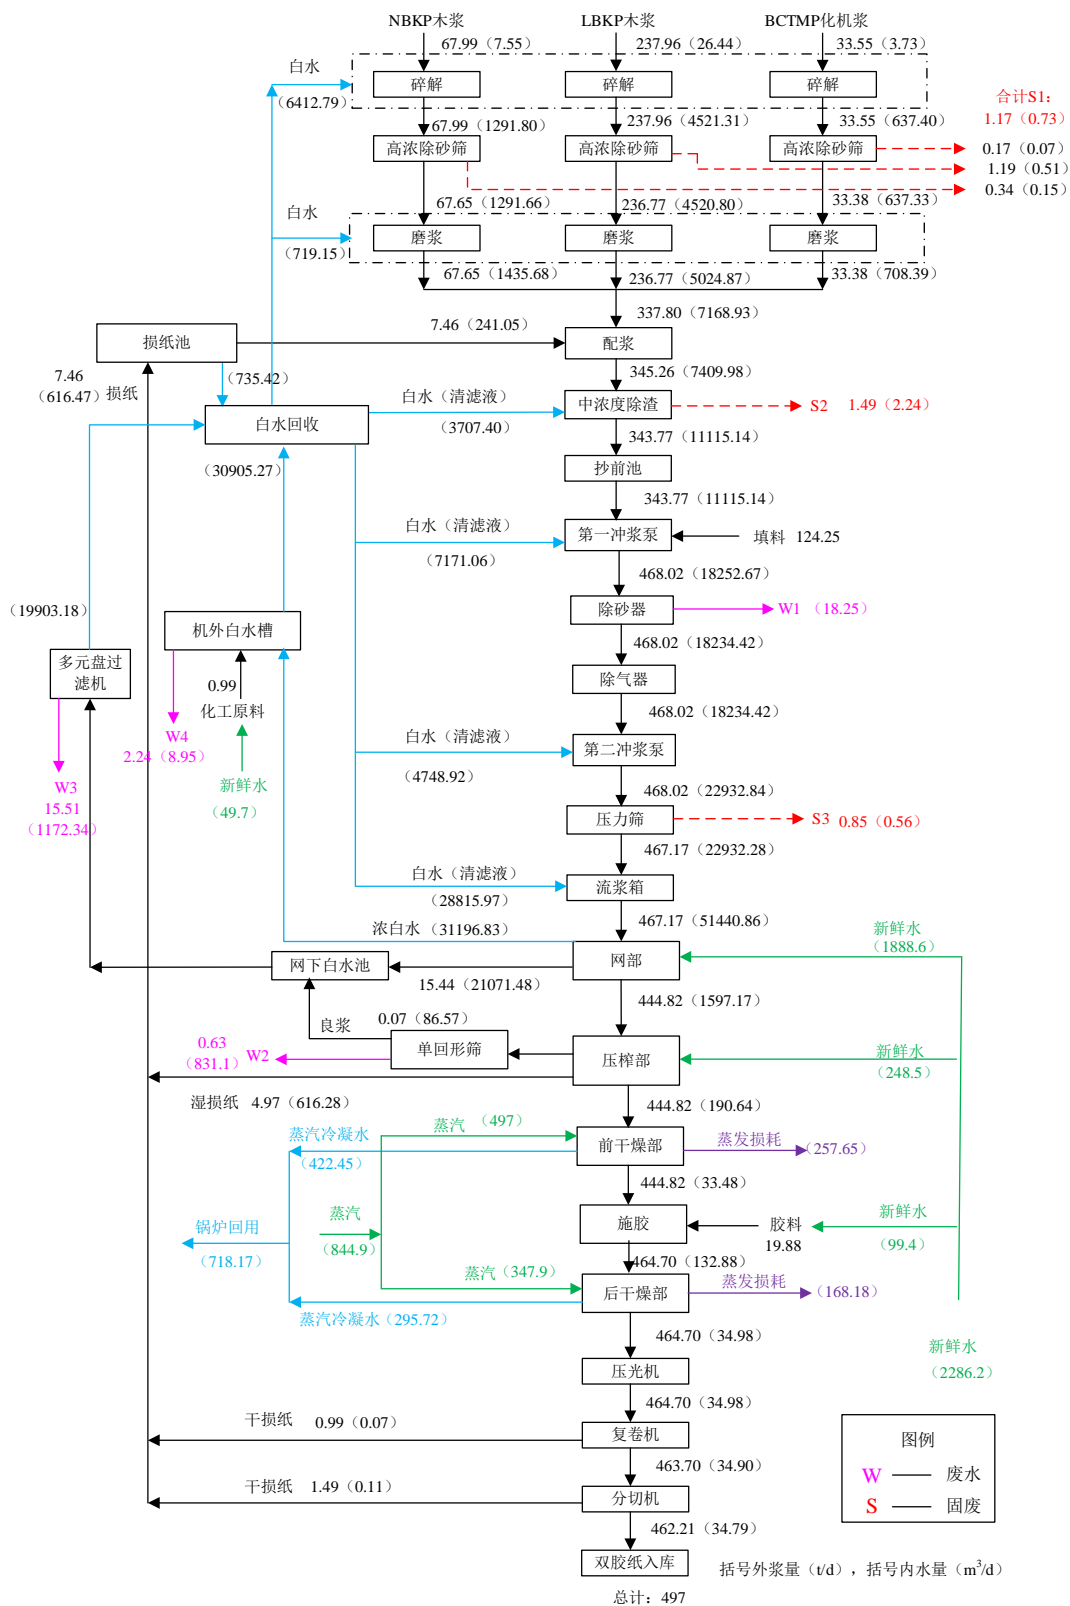 NBKP木浆
LBKP木浆
BCTMP化机浆
67.99（7.55）
237.96（26.44）
33.55（3.73）
白水
（6412.79）
碎解
碎解
碎解
合计S1：
1.17（0.73）
67.99（1291.80）
237.96（4521.31）
33.55（637.40）
高浓除砂筛
高浓除砂筛
高浓除砂筛
0.17（0.07）
1.19（0.51）
0.34（0.15）
67.65（1291.66）
236.77（4520.80）
33.38（637.33）
白水
（719.15）
磨浆
磨浆
磨浆
67.65（1435.68）
236.77（5024.87）
33.38（708.39）
337.80（7168.93）
损纸池
7.46（241.05）
配浆
7.46
（616.47）
损纸
（735.42）
345.26（7409.98）
白水回收
白水（清滤液）
（3707.40）
中浓度除渣
S2
1.49（2.24）
343.77（11115.14）
（30905.27）
抄前池
343.77（11115.14）
白水（清滤液）
（7171.06）
第一冲浆泵
填料 124.25
468.02（18252.67）
（19903.18）
除砂器
W1（18.25）
机外白水槽
468.02（18234.42）
多元盘过
滤机
0.99
化工原料
除气器
468.02（18234.42）
W4
2.24（8.95）
白水（清滤液）
（4748.92）
第二冲浆泵
W3
15.51
（1172.34）
新鲜水
（49.7）
468.02（22932.84）
压力筛
S3
0.85（0.56）
467.17（22932.28）
白水（清滤液）
（28815.97）
流浆箱
467.17（51440.86）
浓白水（31196.83）
新鲜水
（1888.6）
网下白水池
网部
15.44（21071.48）
444.82（1597.17）
良浆
0.07（86.57）
0.63
（831.1）
W2
单回形筛
压榨部
新鲜水
（248.5）
湿损纸 4.97（616.28）
444.82（190.64）
蒸汽
（497）
蒸汽冷凝水
（422.45）
前干燥部
蒸发损耗
（257.65）
444.82（33.48）
蒸汽
（844.9）
锅炉回用
（718.17）
施胶
胶料
19.88
新鲜水
（99.4）
464.70（132.88）
蒸汽（347.9）
后干燥部
蒸发损耗
（168.18）
蒸汽冷凝水（295.72）
464.70（34.98）
新鲜水
（2286.2）
压光机
464.70（34.98）
干损纸
0.99（0.07）
复卷机
463.70（34.90）
干损纸
1.49（0.11）
分切机
462.21（34.79）
图例
W
废水
S
固废
双胶纸入库
总计：497
括号外浆量（t/d），括号内水量（m³/d）